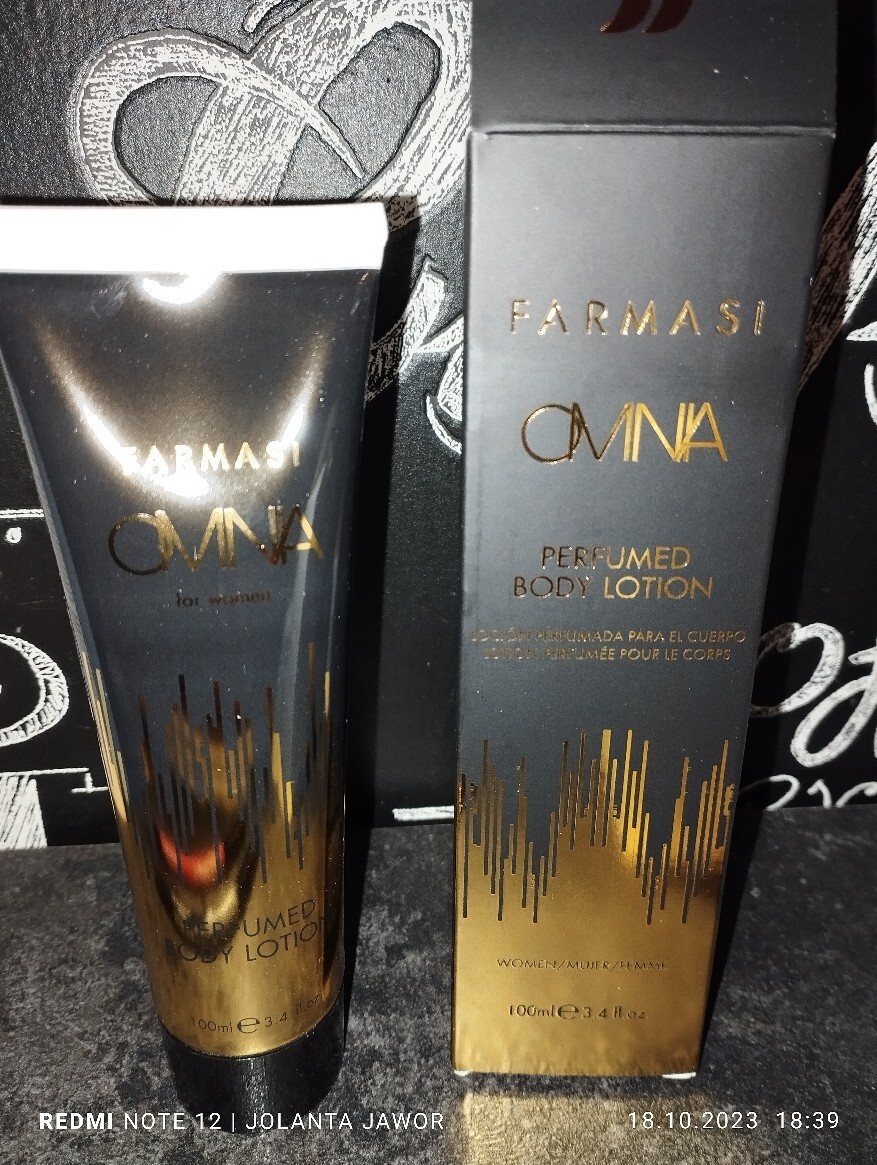 FARMASI
OMNIA
for women
PERFUMED
BODY LOTION
100ml e 3.4 fl.oz
FARMASI
OMNIA
PERFUMED
BODY LOTION
LOCIÓN PERFUMADA PARA EL CUERPO
LOTION PERFUMÉE POUR LE CORPS
WOMEN/MUJER/FEMME
100ml e 3.4 fl.oz
REDMI NOTE 12 | JOLANTA JAWOR
18.10.2023 18:39